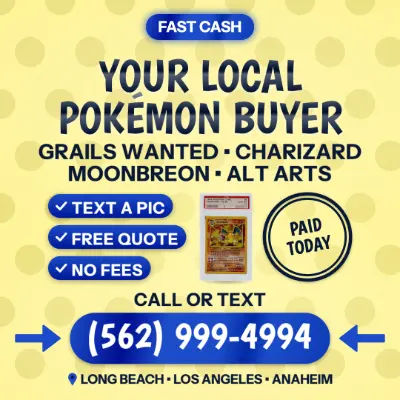 FAST CASH
YOUR LOCAL
POKÉMON BUYER
GRAILS WANTED ▪ CHARIZARD
MOONBREON ▪ ALT ARTS
✓ TEXT A PIC
✓ FREE QUOTE
✓ NO FEES
PAID
TODAY
CALL OR TEXT
(562) 999-4994
LONG BEACH ▪ LOS ANGELES ▪ ANAHEIM